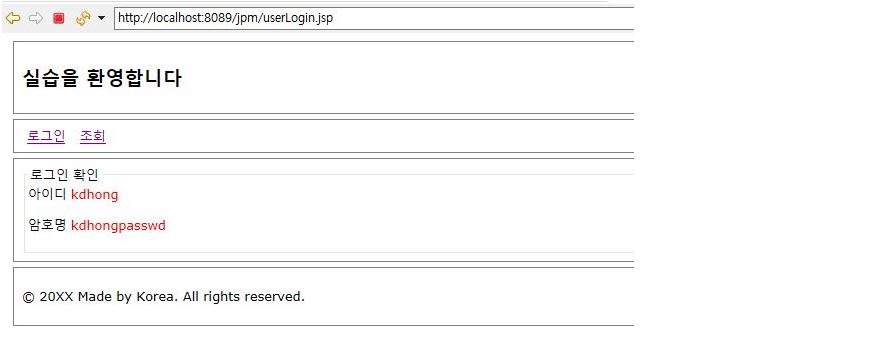 http://localhost:8089/jpm/userLogin.jsp
실습을 환영합니다
로그인 조회
로그인 확인
아이디 kdhong
암호명 kdhongpasswd
© 20XX Made by Korea. All rights reserved.